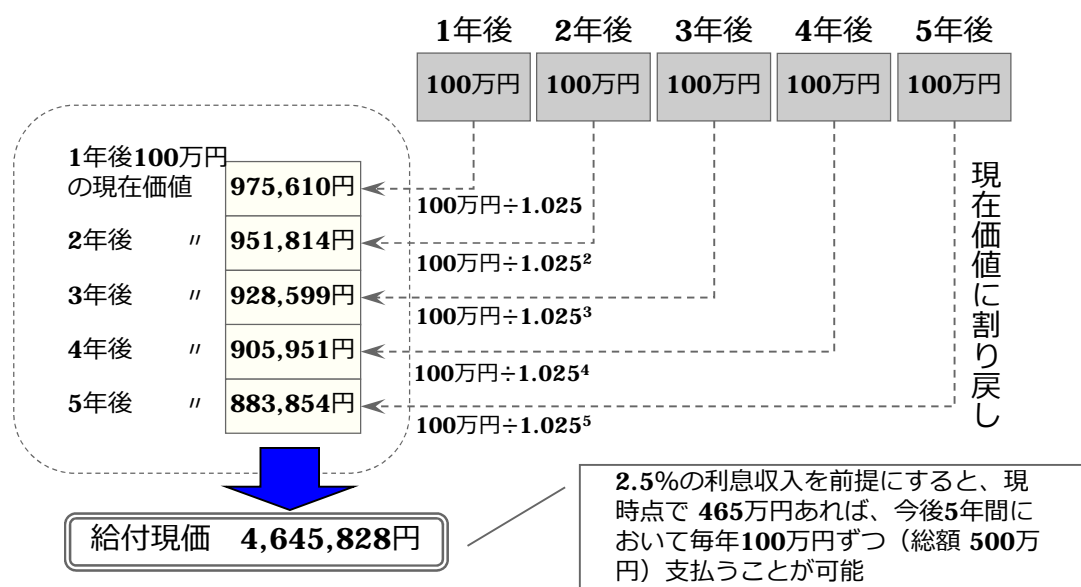 1年後 2年後 3年後 4年後 5年後
100万円 100万円 100万円 100万円 100万円
1年後100万円
の現在価値 975,610円
100万円÷1.025
2年後 〃 951,814円
100万円÷1.025²
3年後 〃 928,599円
100万円÷1.025³
4年後 〃 905,951円
100万円÷1.025⁴
5年後 〃 883,854円
100万円÷1.025⁵
現在価値に割り戻し
給付現価 4,645,828円
2.5%の利息収入を前提にすると、現
時点で 465万円あれば、今後5年間に
おいて毎年100万円ずつ（総額 500万
円）支払うことが可能